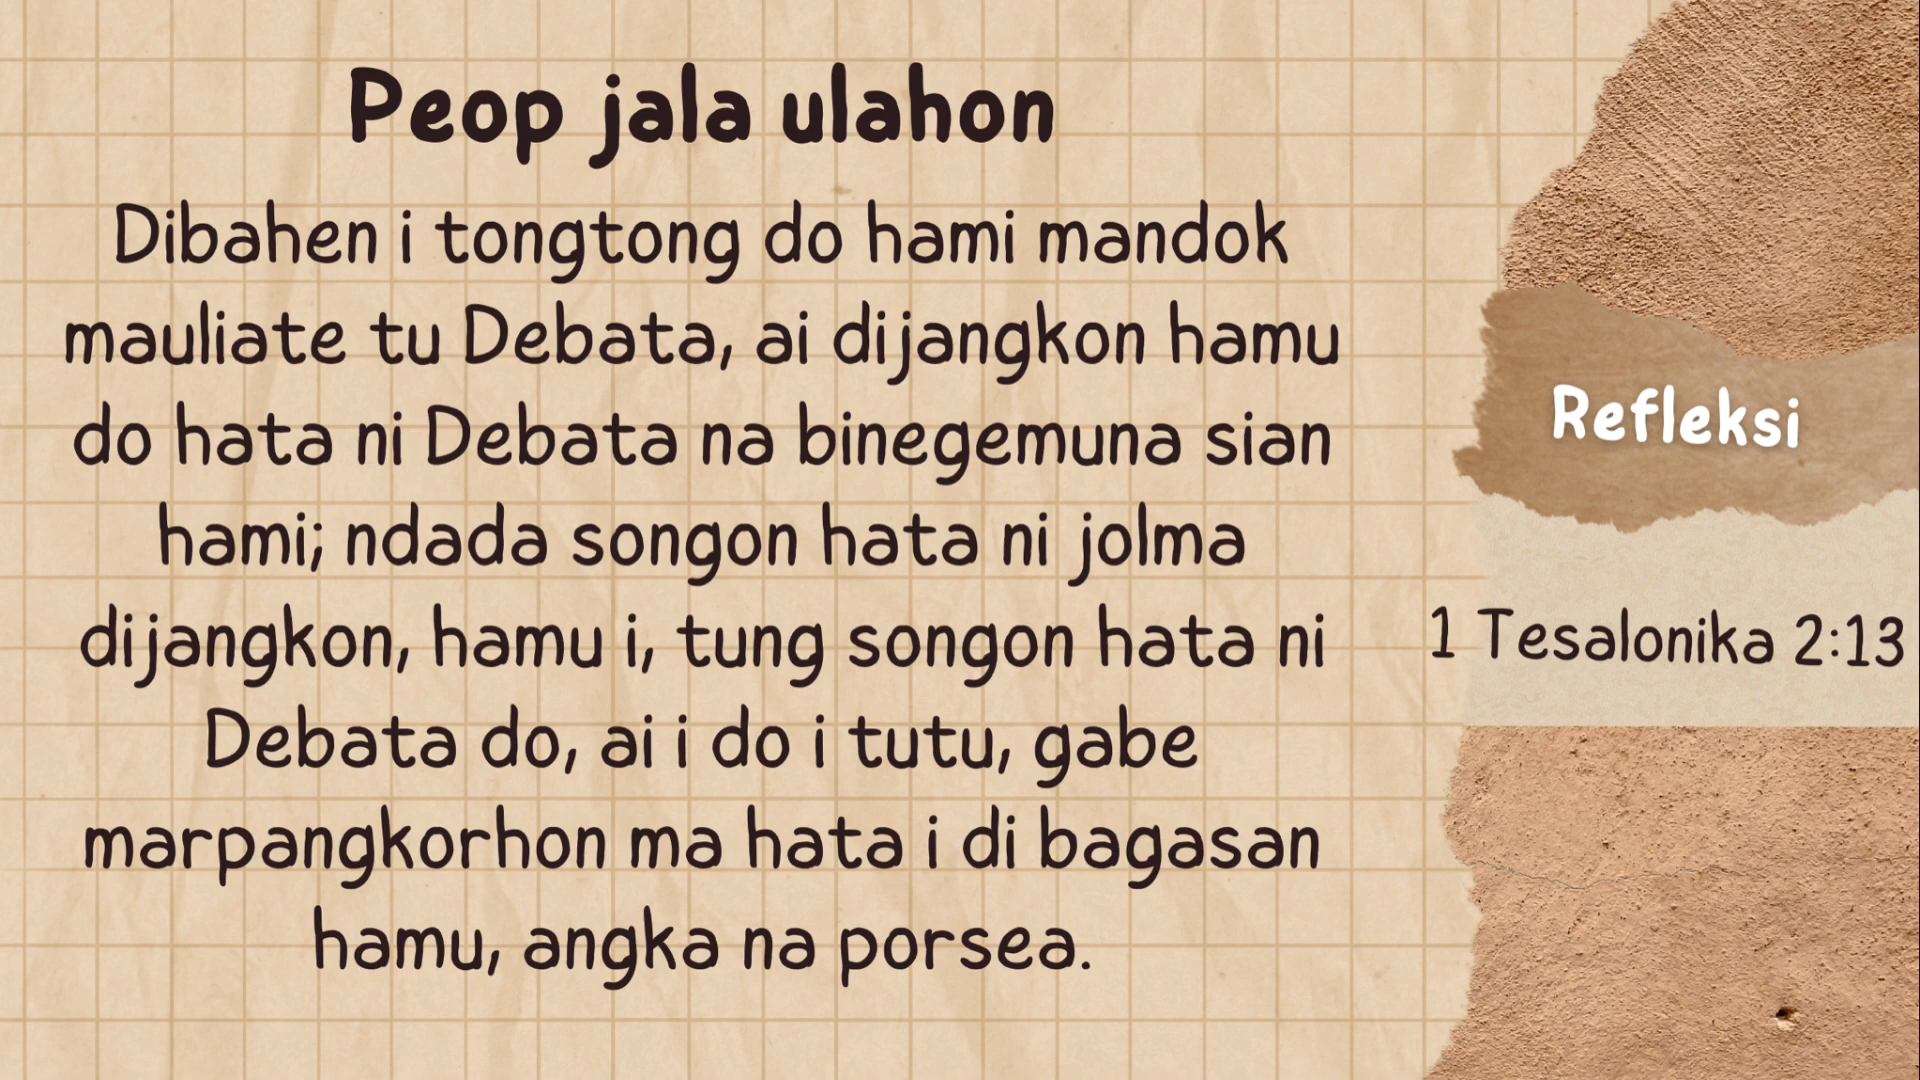 Peop jala ulahon
Dibahen i tongtong do hami mandok
mauliate tu Debata, ai dijangkon hamu
do hata ni Debata na binegemuna sian
hami; ndada songon hata ni jolma
dijangkon, hamu i, tung songon hata ni
Debata do, ai i do i tutu, gabe
marpangkorhon ma hata i di bagasan
hamu, angka na porsea.
Refleksi
1 Tesalonika 2:13